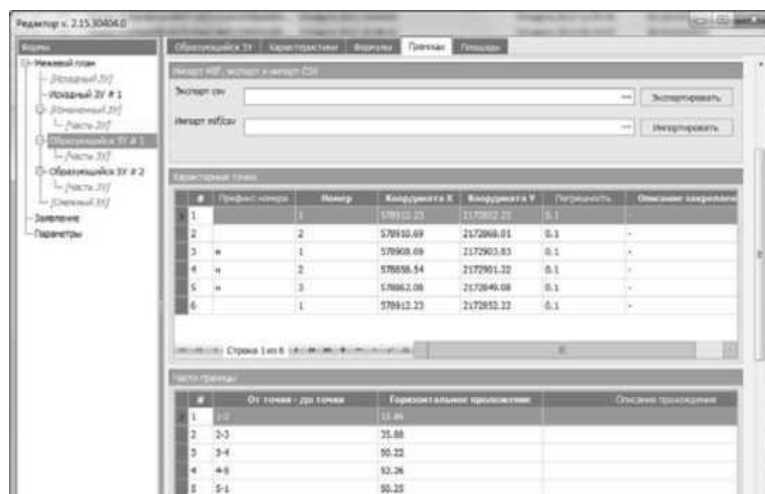 Редактор v. 2.15.30404.0
Формы
Межевой план
[Исходный ЗУ]
Исходный ЗУ # 1
[Измененный ЗУ]
[Часть ЗУ]
Образующийся ЗУ # 1
[Часть ЗУ]
Образующийся ЗУ # 2
[Часть ЗУ]
[Смежный ЗУ]
Заявление
Параметры
Образующийся ЗУ Характеристики Форматы Границы Площадь
Импорт MIF, экспорт и импорт CSV
Экспорт csv Экспортировать
Импорт mif/csv Импортировать
Характерные точки
# Префикс номера Номер Координата X Координата Y Погрешность Описание закреплен
1 1 578912.23 2172852.22 0.1 -
2 2 578910.69 2172868.01 0.1 -
3 н 1 578908.69 2172903.83 0.1 -
4 н 2 578858.54 2172901.22 0.1 -
5 н 3 578862.08 2172849.08 0.1 -
6 1 578912.23 2172852.22 0.1 -
Строка 1 из 6
Части границы
# От точки - до точки Горизонтальное проложение Описание прохождения
1 1-2 15.86
2 2-3 35.88
3 3-4 50.22
4 4-5 52.26
5 5-1 50.25